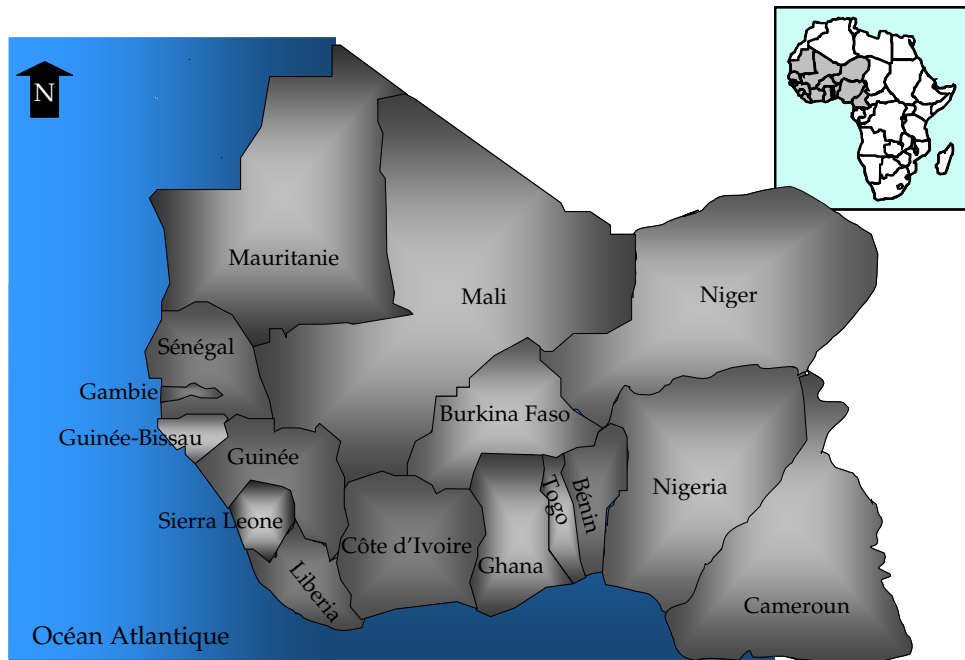 N
Mauritanie
Mali
Niger
Sénégal
Gambie
Burkina Faso
Guinée-Bissau
Guinée
Togo
Bénin
Nigeria
Sierra Leone
Côte d'Ivoire
Ghana
Liberia
Cameroun
Océan Atlantique